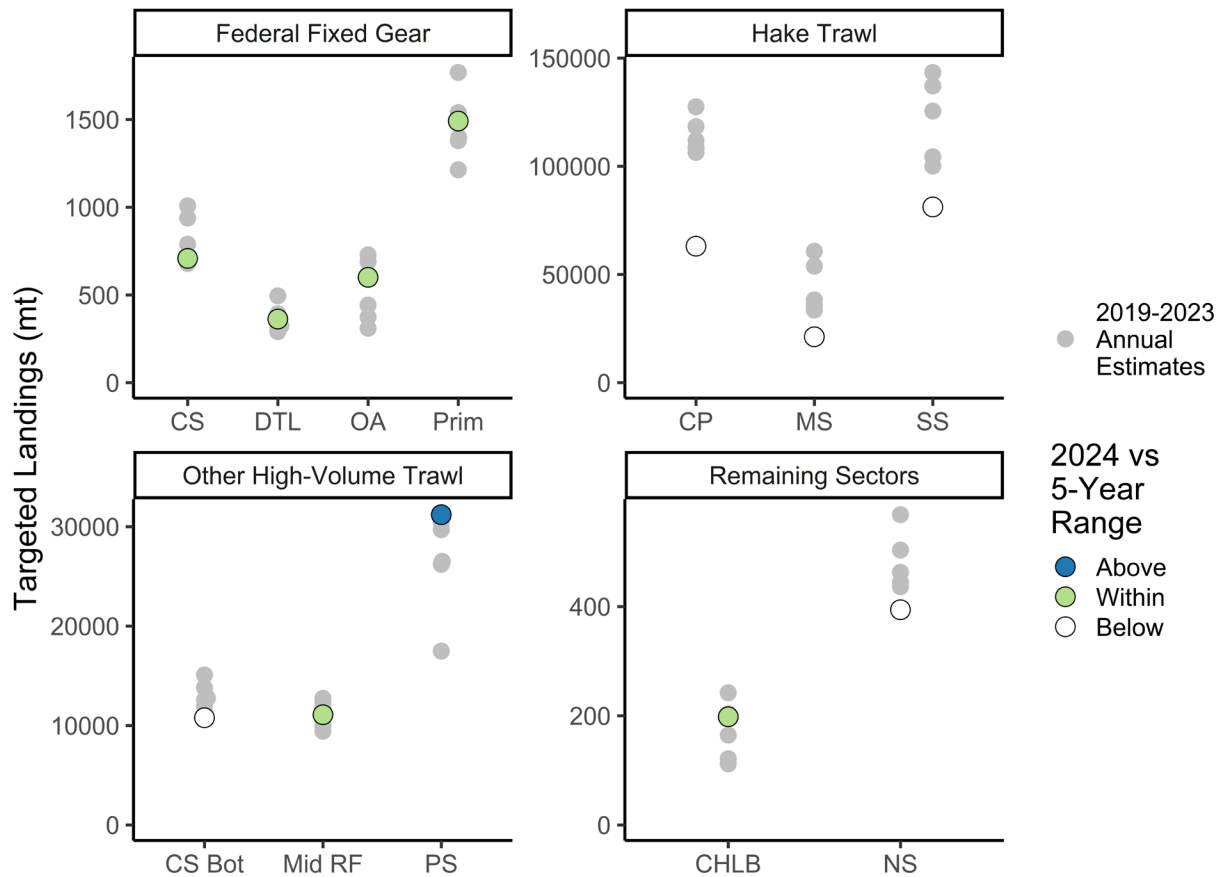 Federal Fixed Gear
Hake Trawl
1500
1000
500
0
CS DTL OA Prim
150000
100000
50000
0
CP MS SS
Targeted Landings (mt)
Other High-Volume Trawl
Remaining Sectors
30000
20000
10000
0
CS Bot Mid RF PS
400
200
0
CHLB NS
2019-2023
Annual
Estimates
2024 vs
5-Year
Range
Above
Within
Below